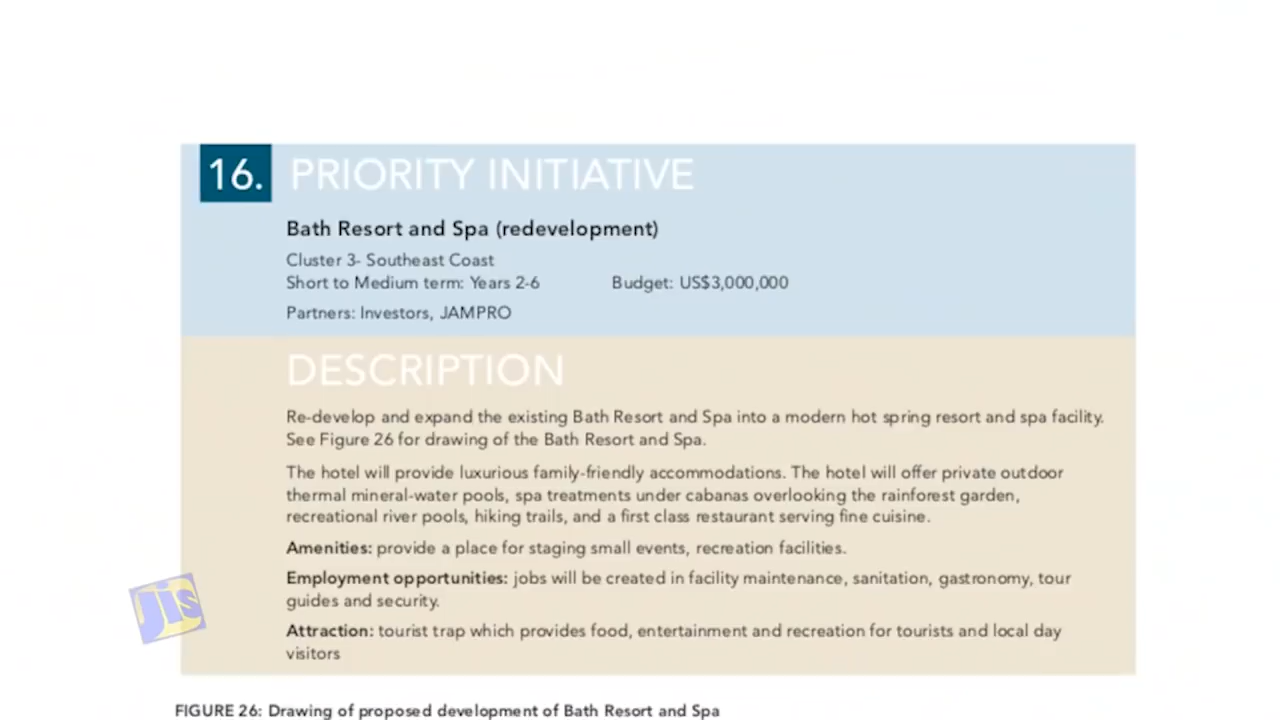 16. PRIORITY INITIATIVE
Bath Resort and Spa (redevelopment)
Cluster 3- Southeast Coast
Short to Medium term: Years 2-6 Budget: US$3,000,000
Partners: Investors, JAMPRO
DESCRIPTION
Re-develop and expand the existing Bath Resort and Spa into a modern hot spring resort and spa facility.
See Figure 26 for drawing of the Bath Resort and Spa.
The hotel will provide luxurious family-friendly accommodations. The hotel will offer private outdoor
thermal mineral-water pools, spa treatments under cabanas overlooking the rainforest garden,
recreational river pools, hiking trails, and a first class restaurant serving fine cuisine.
Amenities: provide a place for staging small events, recreation facilities.
Employment opportunities: jobs will be created in facility maintenance, sanitation, gastronomy, tour
guides and security.
Attraction: tourist trap which provides food, entertainment and recreation for tourists and local day
visitors
jis
FIGURE 26: Drawing of proposed development of Bath Resort and Spa